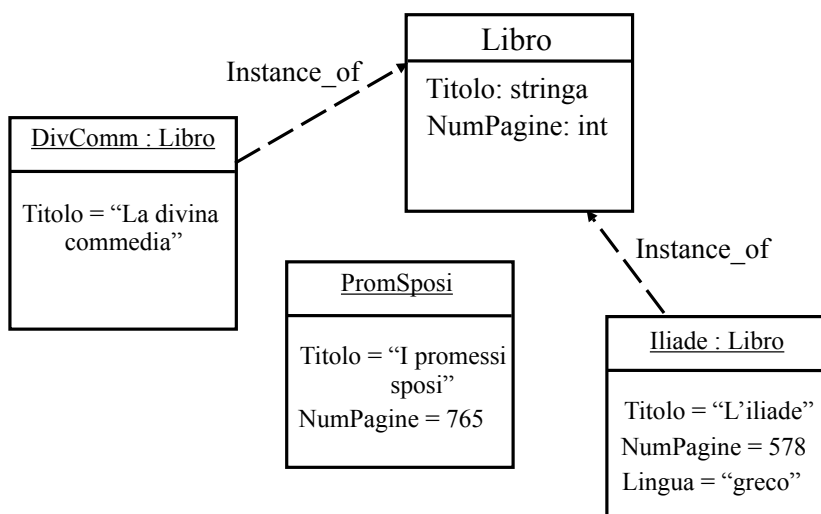 Libro
Instance_of
Titolo: stringa
NumPagine: int
DivComm : Libro
Titolo = “La divina
commedia”
Instance_of
PromSposi
Titolo = “I promessi
sposi”
NumPagine = 765
Iliade : Libro
Titolo = “L’iliade”
NumPagine = 578
Lingua = “greco”